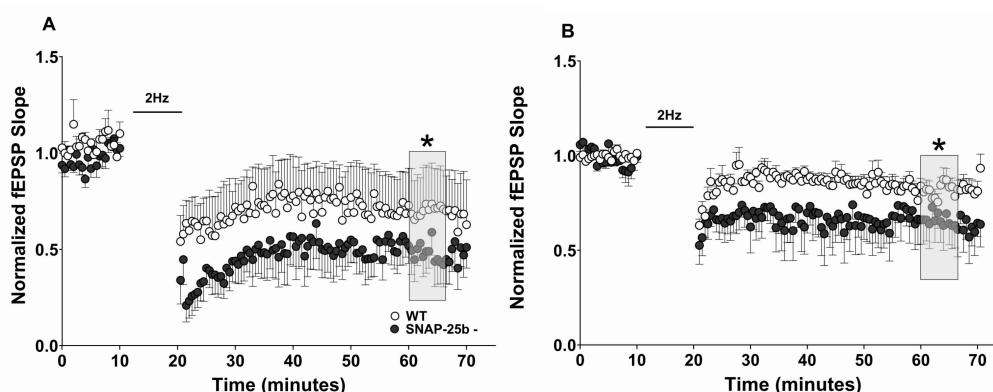 A
Normalized fEPSP Slope
1.5
1.0
0.5
0.0
2Hz
*
WT
SNAP-25b -
0 10 20 30 40 50 60 70
Time (minutes)
B
Normalized fEPSP Slope
1.5
1.0
0.5
0.0
2Hz
*
0 10 20 30 40 50 60 70
Time (minutes)